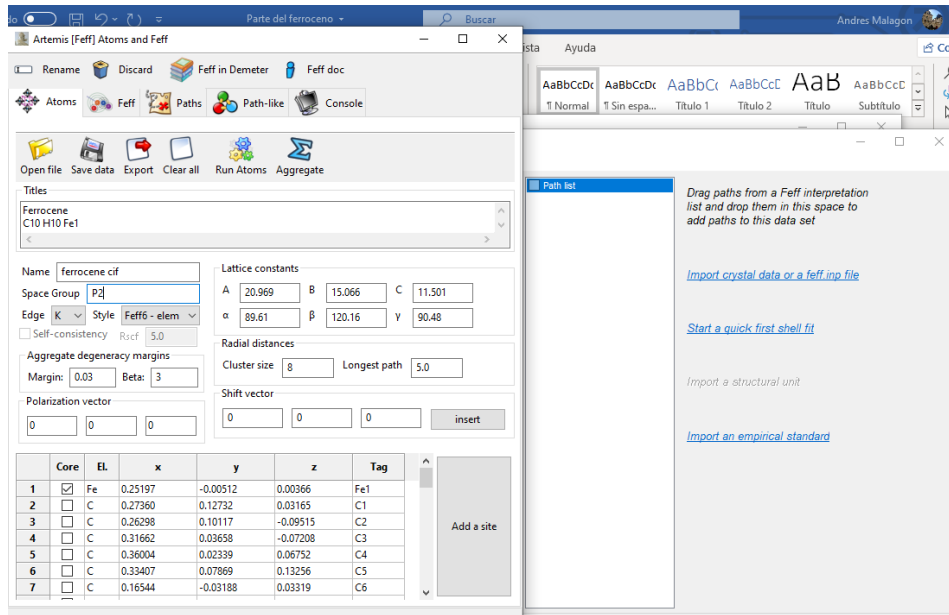 do
Parte del ferroceno
Buscar
Andres Malagon
Artemis [Feff] Atoms and Feff
ista
Ayuda
Co
Rename
Discard
Feff in Demeter
Feff doc
AaBbCcDc
AaBbCcDc
AaBbCc
AaBbCcC
AaB
AaBbCcC
¶ Normal
¶ Sin espa...
Título 1
Título 2
Título
Subtítulo
Atoms
Feff
Paths
Path-like
Console
Open file
Save data
Export
Clear all
Run Atoms
Aggregate
Path list
Drag paths from a Feff interpretation
list and drop them in this space to
add paths to this data set
Titles
Ferrocene
C10 H10 Fe1
Name
ferrocene cif
Lattice constants
Import crystal data or a feff.inp file
Space Group
P2
A
20.969
B
15.066
C
11.501
Edge
K
Style
Feff6 - elem
α
89.61
β
120.16
γ
90.48
Start a quick first shell fit
Self-consistency
Rscf
5.0
Radial distances
Aggregate degeneracy margins
Cluster size
8
Longest path
5.0
Margin:
0.03
Beta:
3
Import a structural unit
Polarization vector
Shift vector
0
0
0
0
0
0
insert
Import an empirical standard
Core
El.
x
y
z
Tag
1
Fe
0.25197
-0.00512
0.00366
Fe1
2
C
0.27360
0.12732
0.03165
C1
3
C
0.26298
0.10117
-0.09515
C2
4
C
0.31662
0.03658
-0.07208
C3
5
C
0.36004
0.02339
0.06752
C4
6
C
0.33407
0.07869
0.13256
C5
7
C
0.16544
-0.03188
0.03319
C6
Add a site